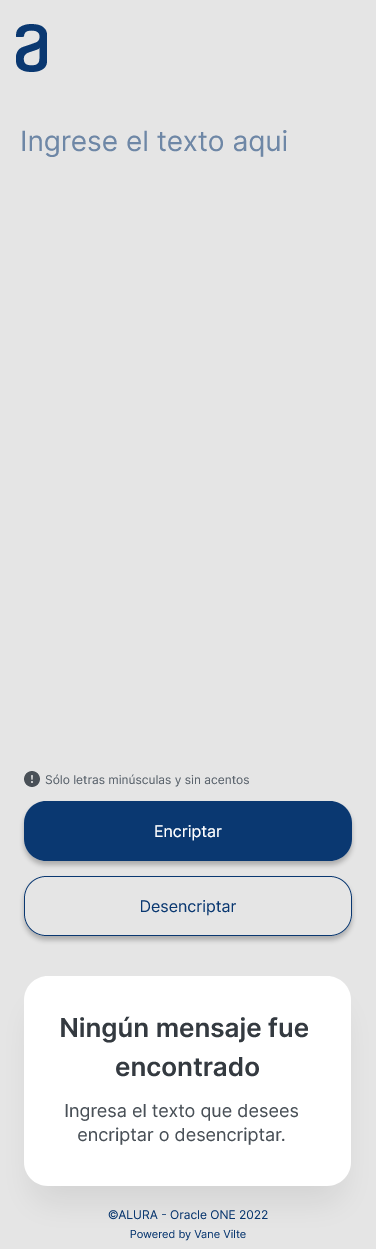 a
Ingrese el texto aqui
Sólo letras minúsculas y sin acentos
Encriptar
Desencriptar
Ningún mensaje fue
encontrado
Ingresa el texto que desees
encriptar o desencriptar.
©ALURA - Oracle ONE 2022
Powered by Vane Vilte